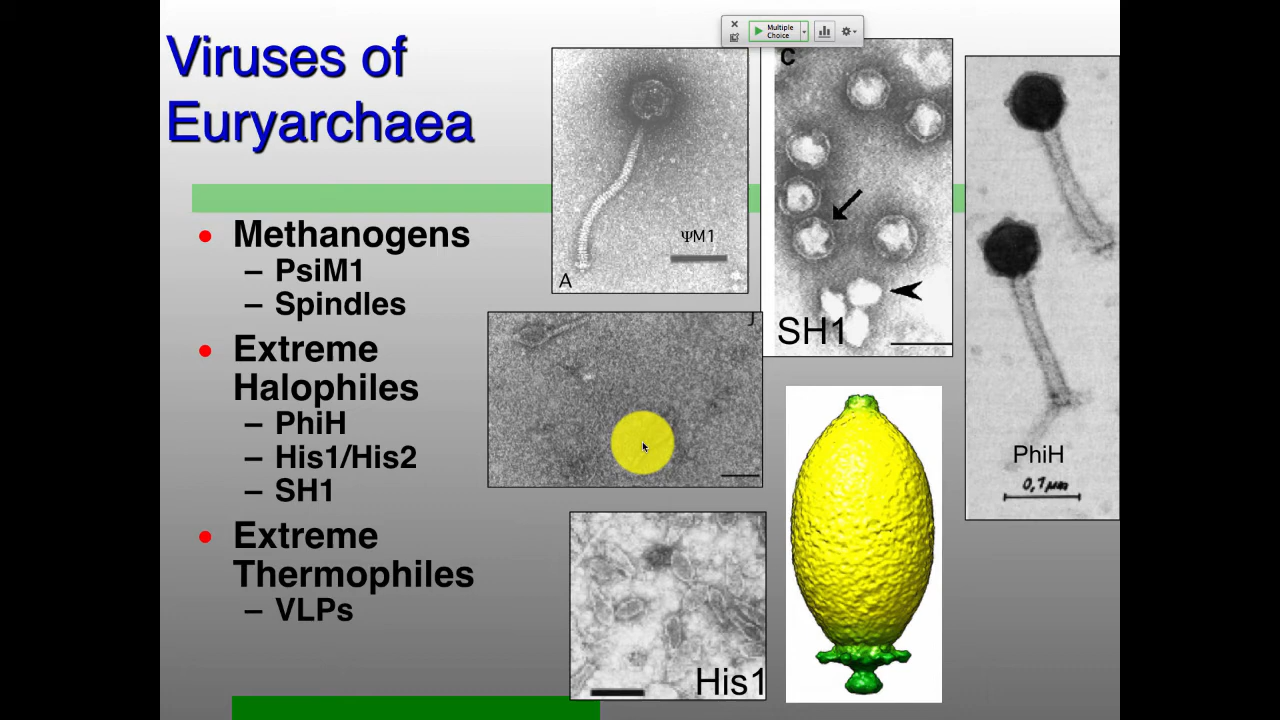 Viruses of
Euryarchaea
Multiple
Choice
Methanogens
– PsiM1
– Spindles
Extreme
Halophiles
– PhiH
– His1/His2
– SH1
Extreme
Thermophiles
– VLPs
ΨM1
A
C
SH1
J
His1
PhiH
0,1 µm